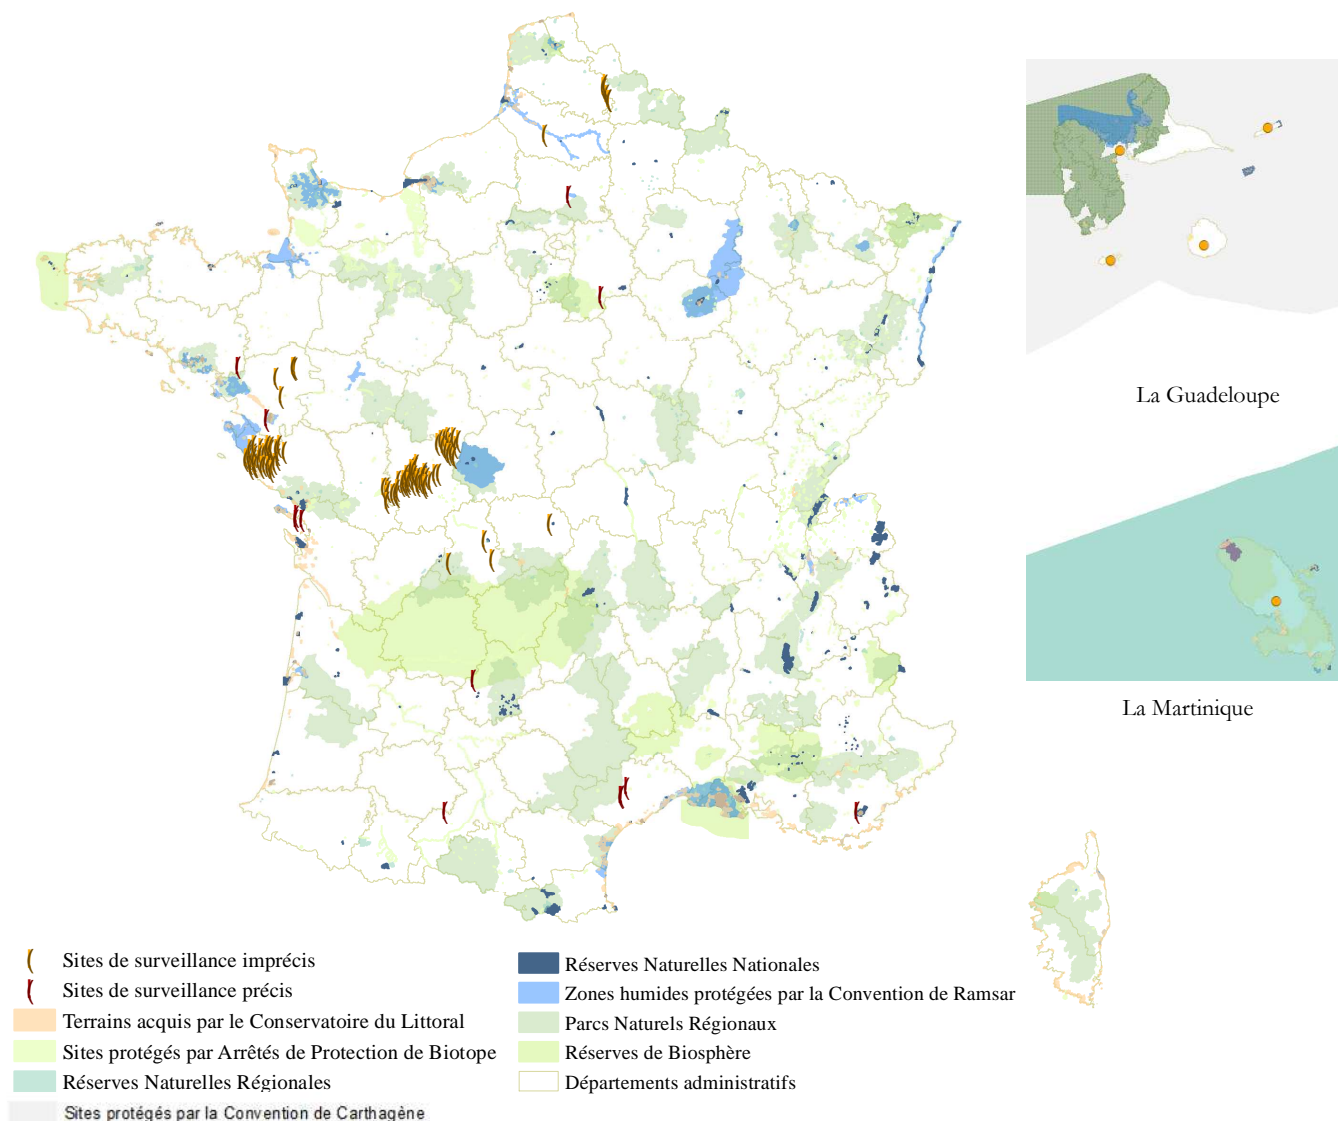 La Guadeloupe
La Martinique
Sites de surveillance imprécis
Sites de surveillance précis
Terrains acquis par le Conservatoire du Littoral
Sites protégés par Arrêtés de Protection de Biotope
Réserves Naturelles Régionales
Sites protégés par la Convention de Carthagène
Réserves Naturelles Nationales
Zones humides protégées par la Convention de Ramsar
Parcs Naturels Régionaux
Réserves de Biosphère
Départements administratifs